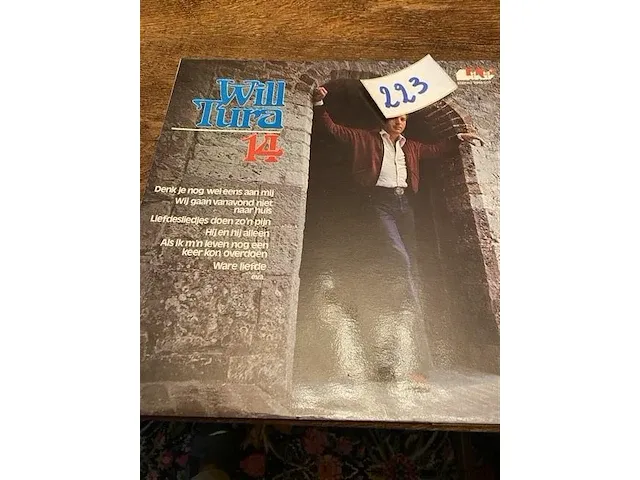 Will
Tura
14
223
Denk je nog wel eens aan mij
Wij gaan vanavond niet
naar huis
Liefdesliedjes doen zo'n pijn
Hij en hij alleen
Als ik m'n leven nog een
keer kon overdoen
Ware liefde